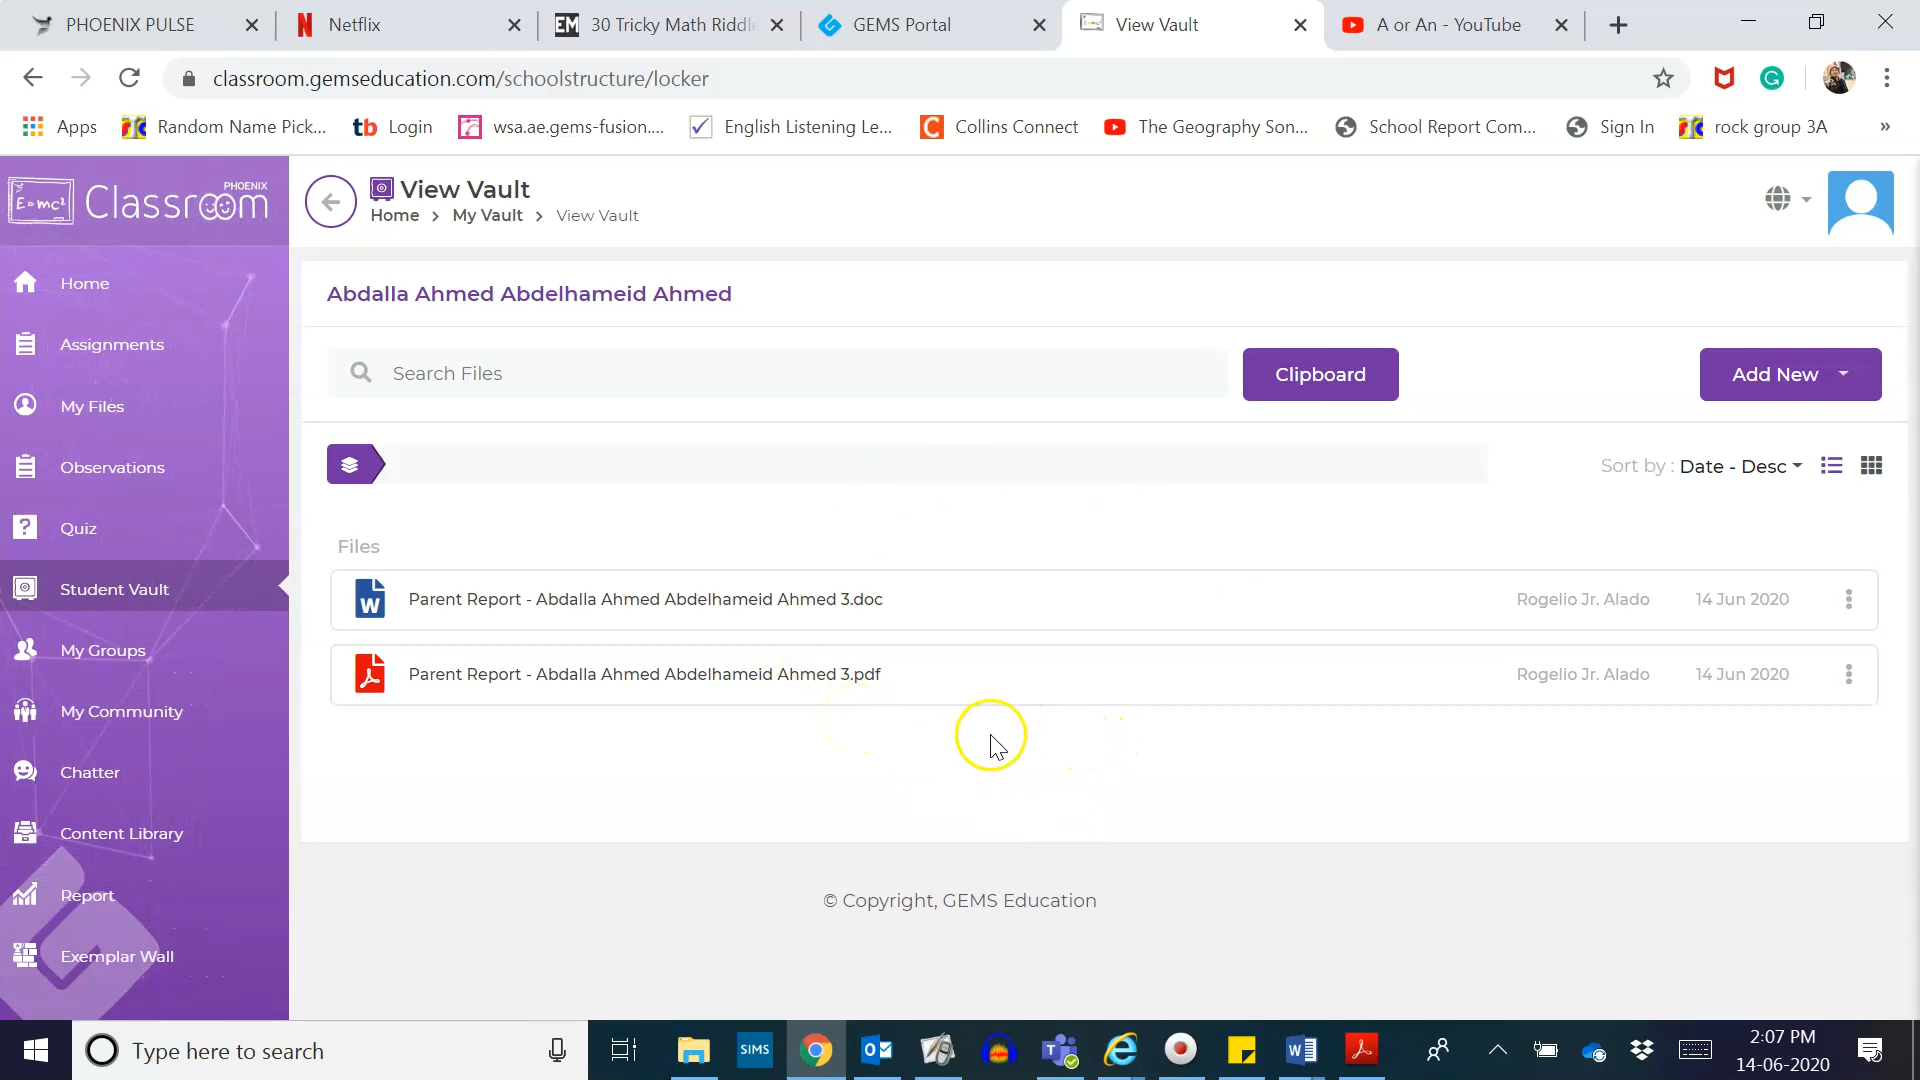 PHOENIX PULSE
Netflix
30 Tricky Math Riddle
GEMS Portal
View Vault
A or An - YouTube
classroom.gemseducation.com/schoolstructure/locker
Apps
Random Name Pick...
Login
wsa.ae.gems-fusion....
English Listening Le...
Collins Connect
The Geography Son...
School Report Com...
Sign In
rock group 3A
»
E=mc²
PHOENIX
Classroom
View Vault
Home > My Vault > View Vault
Home
Assignments
My Files
Observations
Quiz
Student Vault
My Groups
My Community
Chatter
Content Library
Report
Exemplar Wall
Abdalla Ahmed Abdelhameid Ahmed
Search Files
Clipboard
Add New
Sort by : Date - Desc
Files
Parent Report - Abdalla Ahmed Abdelhameid Ahmed 3.doc Rogelio Jr. Alado 14 Jun 2020
Parent Report - Abdalla Ahmed Abdelhameid Ahmed 3.pdf Rogelio Jr. Alado 14 Jun 2020
© Copyright, GEMS Education
Type here to search
SIMS
2:07 PM
14-06-2020